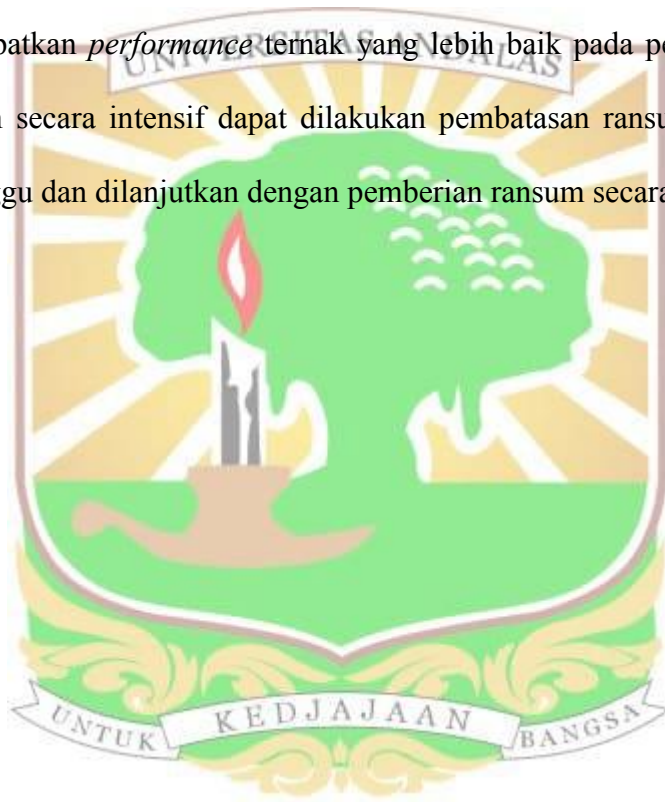 patkan performance ternak yang lebih baik pada pe
UNIVERSITAS ANDALAS
secara intensif dapat dilakukan pembatasan ransu
gu dan dilanjutkan dengan pemberian ransum secara
UNTUK KEDJAJAAN BANGSA